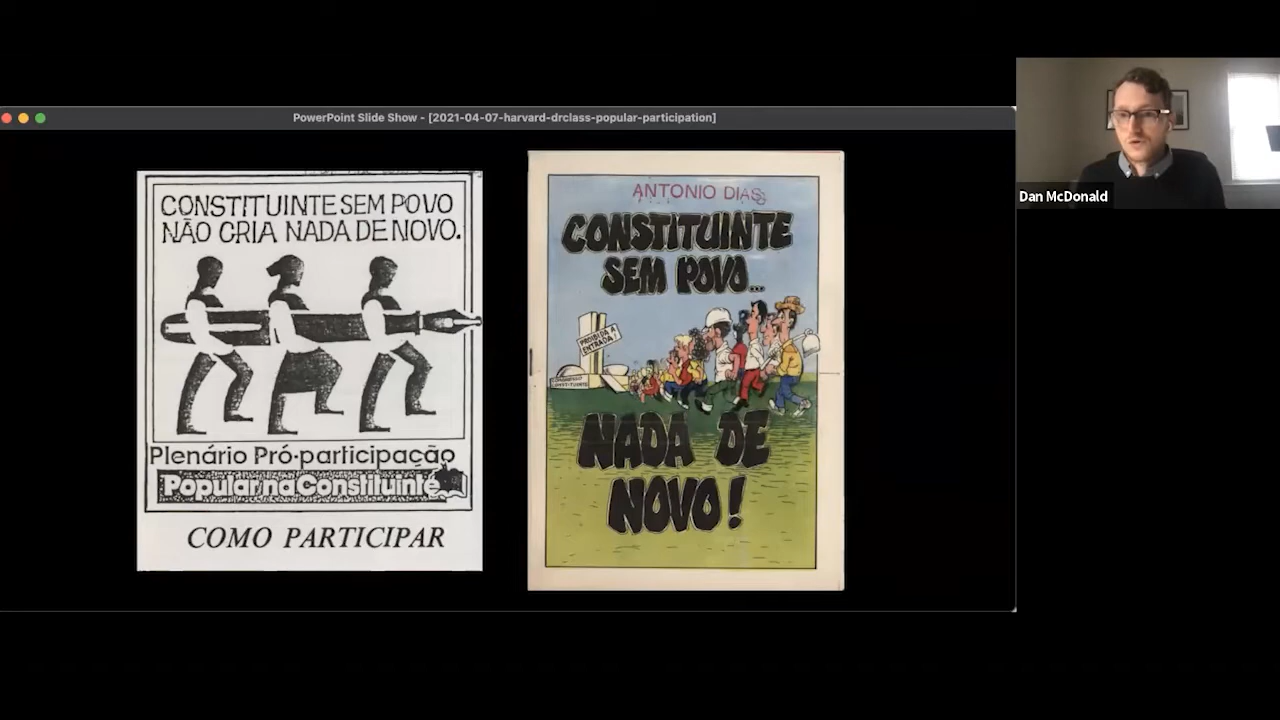 PowerPoint Slide Show - [2021-04-07-harvard-drclass-popular-participation]
CONSTITUINTE SEM POVO
NÃO CRIA NADA DE NOVO.
Plenário Pró-participação
Popular na Constituinte
COMO PARTICIPAR
ANTONIO DIAS
CONSTITUINTE
SEM POVO...
PROIBIDA A
ENTRADA!
CONGRESSO
CONSTITUINTE
NADA DE
NOVO!
Dan McDonald